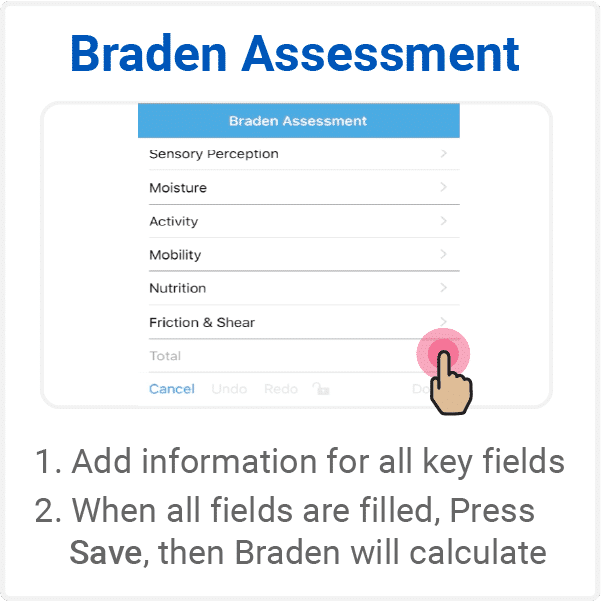 Braden Assessment
Braden Assessment
Sensory Perception
Moisture
Activity
Mobility
Nutrition
Friction & Shear
Total
Cancel Undo Redo
1. Add information for all key fields
2. When all fields are filled, Press
Save, then Braden will calculate